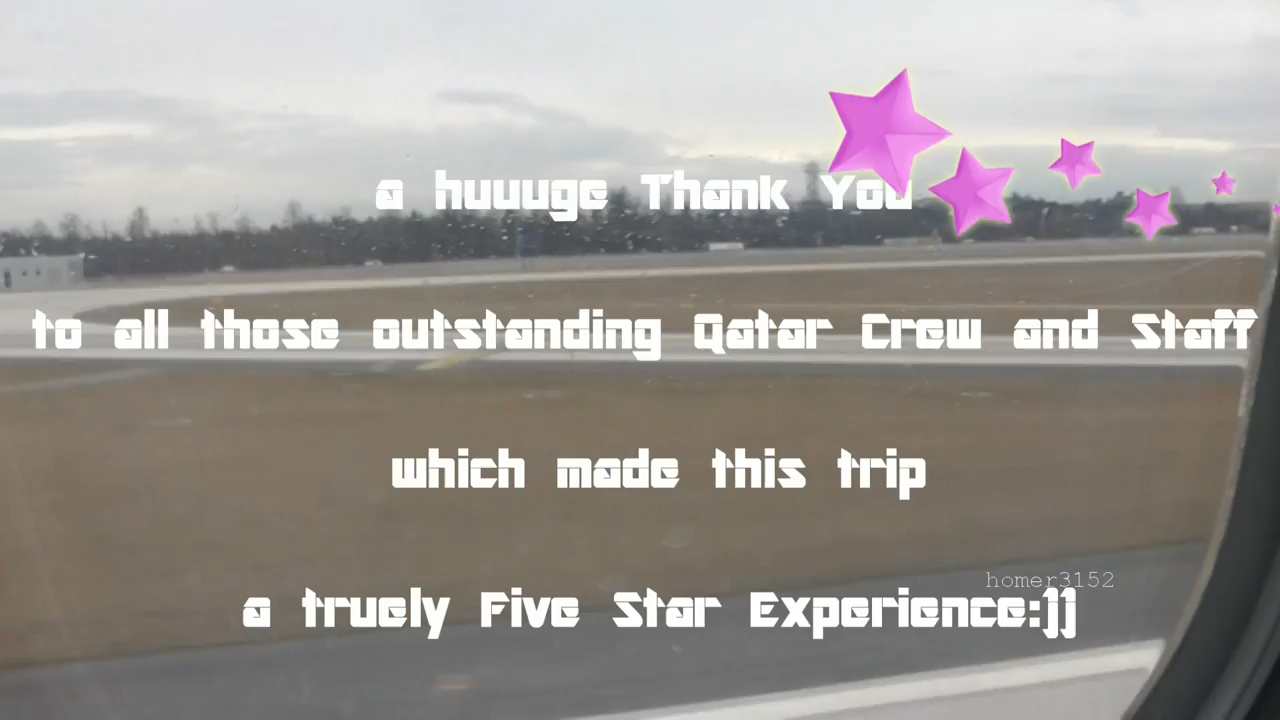 a huuuge Thank You
to all those outstanding Qatar Crew and Staff
which made this trip
homer3152
a truely Five Star Experience:))